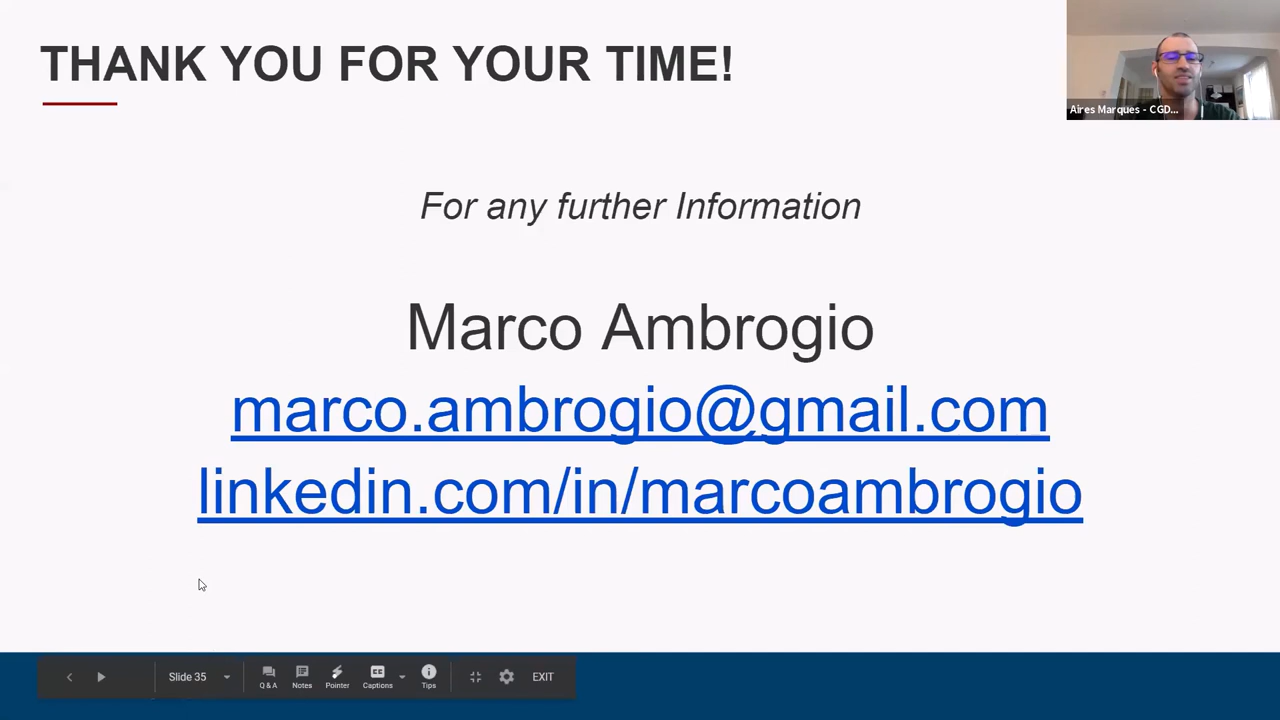 THANK YOU FOR YOUR TIME!
Aires Marques - CGD...
For any further Information
Marco Ambrogio
marco.ambrogio@gmail.com
linkedin.com/in/marcoambrogio
Slide 35
Q & A
Notes
Pointer
CC
Captions
Tips
EXIT